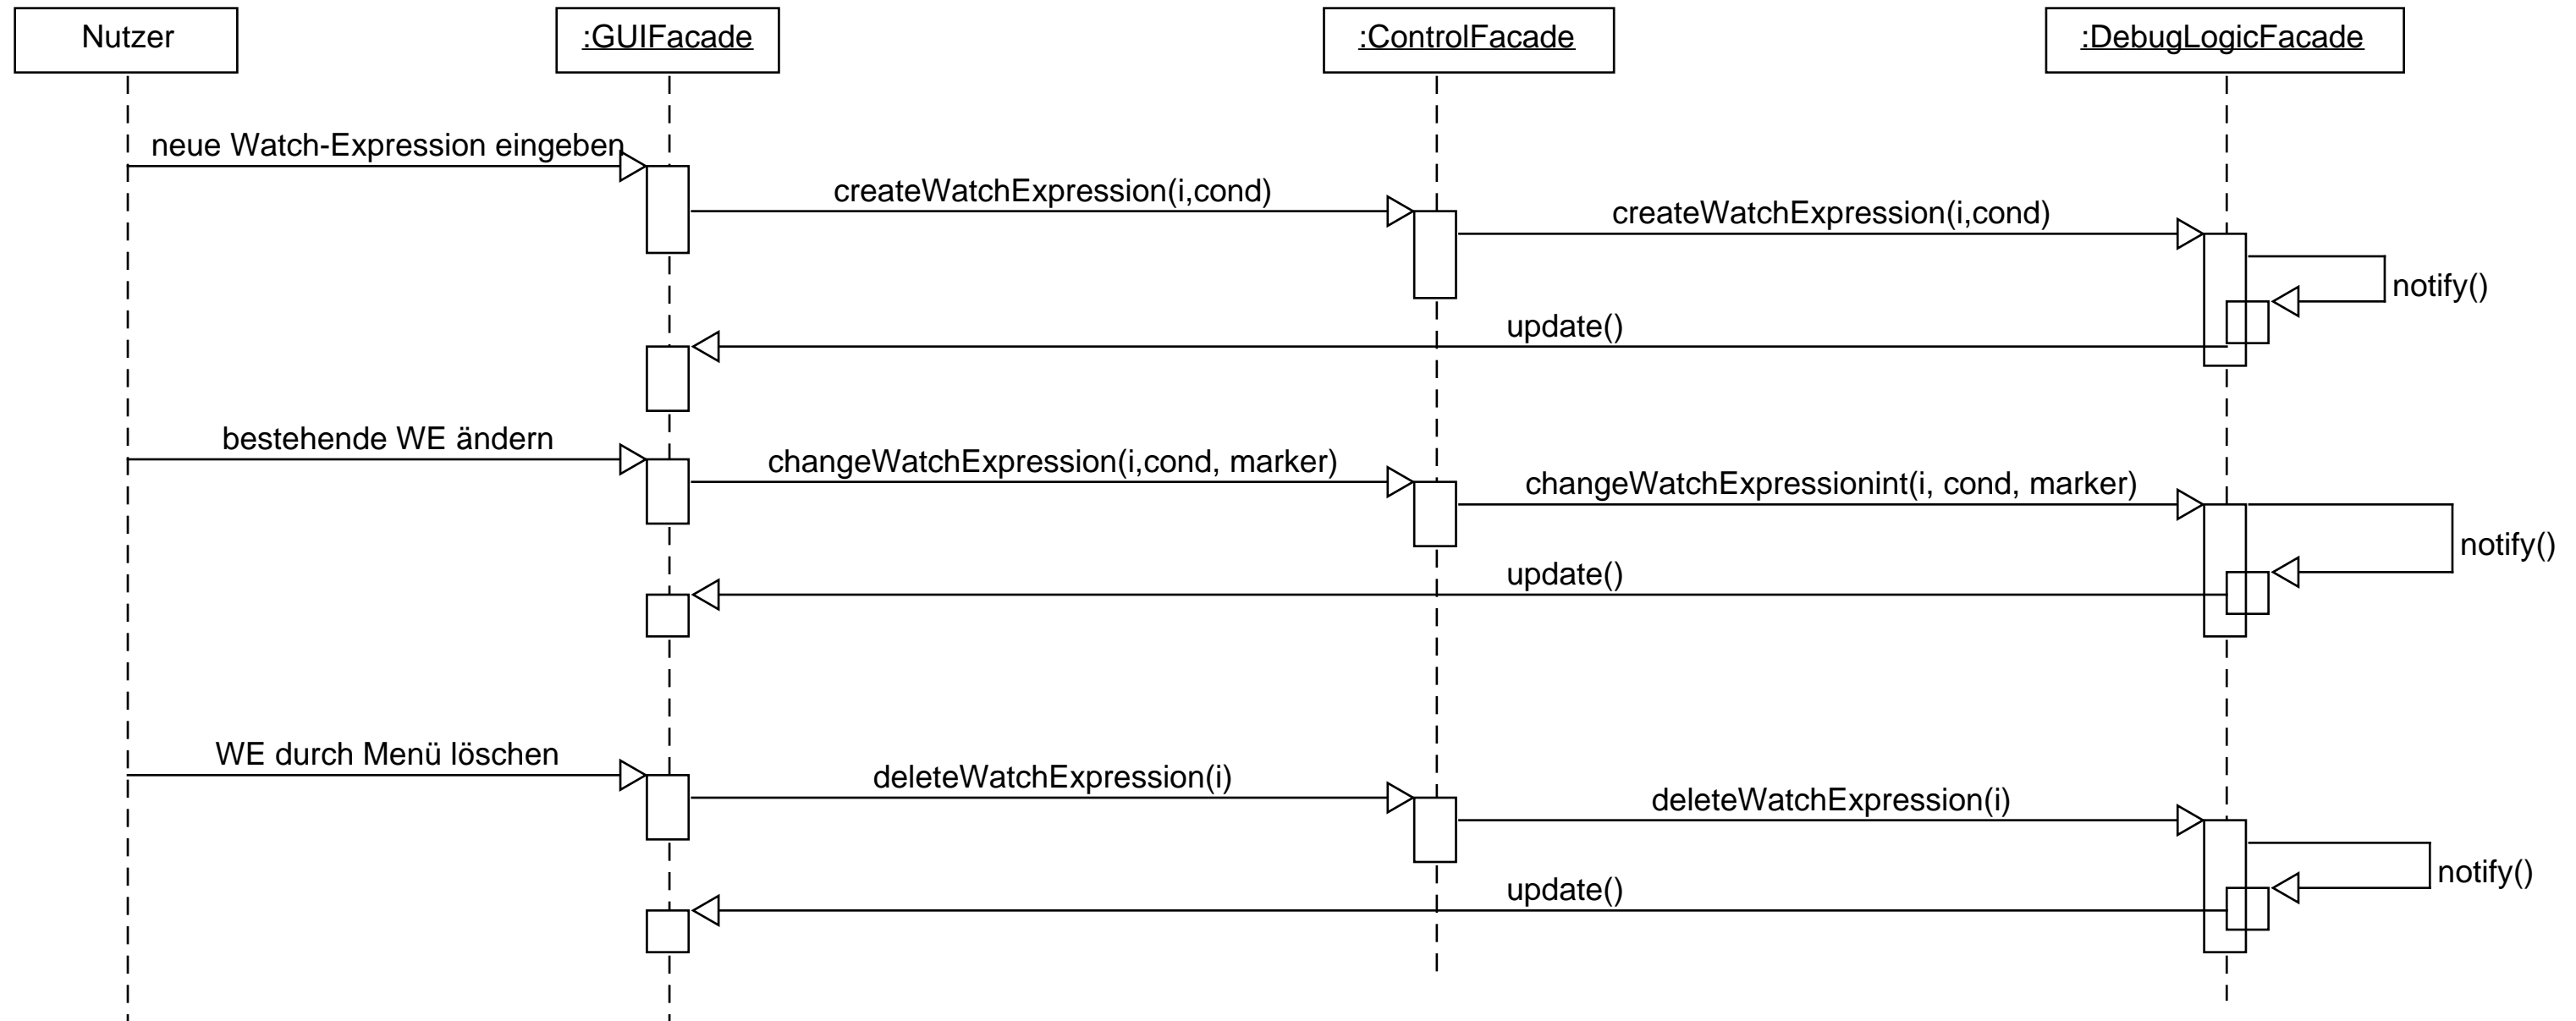 Nutzer
:GUIFacade
:ControlFacade
:DebugLogicFacade
neue Watch-Expression eingeben
createWatchExpression(i,cond)
createWatchExpression(i,cond)
notify()
update()
bestehende WE ändern
changeWatchExpression(i,cond, marker)
changeWatchExpressionint(i, cond, marker)
notify()
update()
WE durch Menü löschen
deleteWatchExpression(i)
deleteWatchExpression(i)
notify()
update()